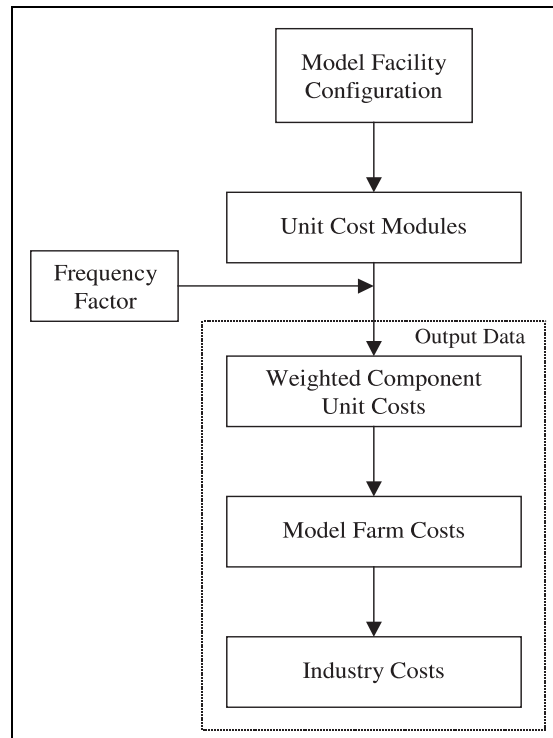 Model Facility
Configuration
Unit Cost Modules
Frequency
Factor
Output Data
Weighted Component
Unit Costs
Model Farm Costs
Industry Costs